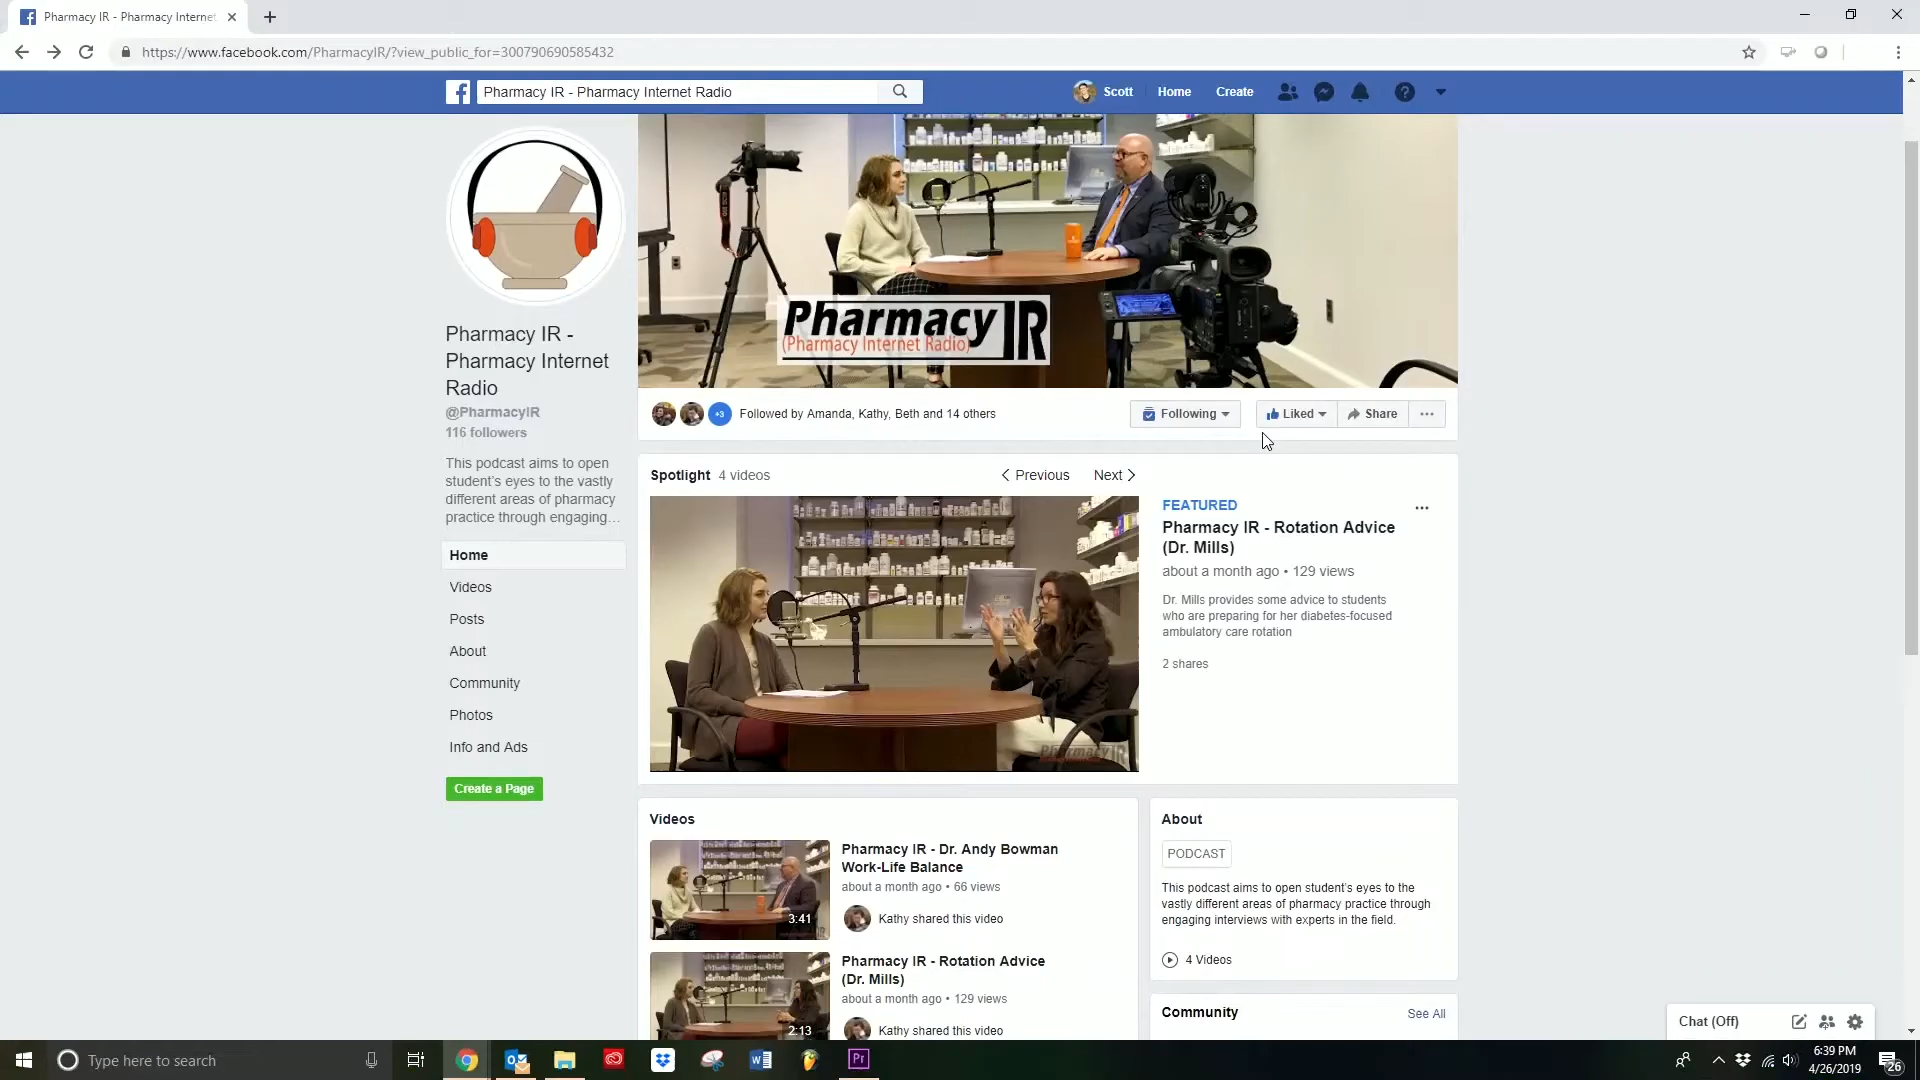 Pharmacy IR - Pharmacy Internet
https://www.facebook.com/PharmacyIR/?view_public_for=300790690585432
Pharmacy IR - Pharmacy Internet Radio
Scott
Home
Create
Pharmacy IR
(Pharmacy Internet Radio)
Pharmacy IR -
Pharmacy Internet
Radio
@PharmacyIR
116 followers
This podcast aims to open
student's eyes to the vastly
different areas of pharmacy
practice through engaging...
Home
Videos
Posts
About
Community
Photos
Info and Ads
Create a Page
+3
Followed by Amanda, Kathy, Beth and 14 others
Following
Liked
Share
Spotlight 4 videos
Previous
Next
Pharmacy IR
FEATURED
Pharmacy IR - Rotation Advice
(Dr. Mills)
about a month ago • 129 views
Dr. Mills provides some advice to students
who are preparing for her diabetes-focused
ambulatory care rotation
2 shares
Videos
3:41
Pharmacy IR - Dr. Andy Bowman
Work-Life Balance
about a month ago • 66 views
Kathy shared this video
2:13
Pharmacy IR - Rotation Advice
(Dr. Mills)
about a month ago • 129 views
Kathy shared this video
About
PODCAST
This podcast aims to open student's eyes to the
vastly different areas of pharmacy practice through
engaging interviews with experts in the field.
4 Videos
Community
See All
Chat (Off)
Type here to search
Pr
6:39 PM
4/26/2019
26